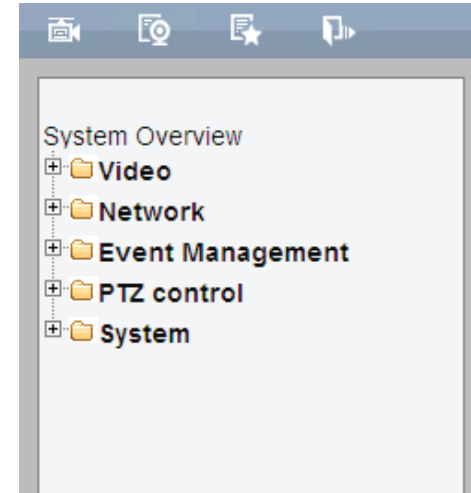 System Overview
Video
Network
Event Management
PTZ control
System